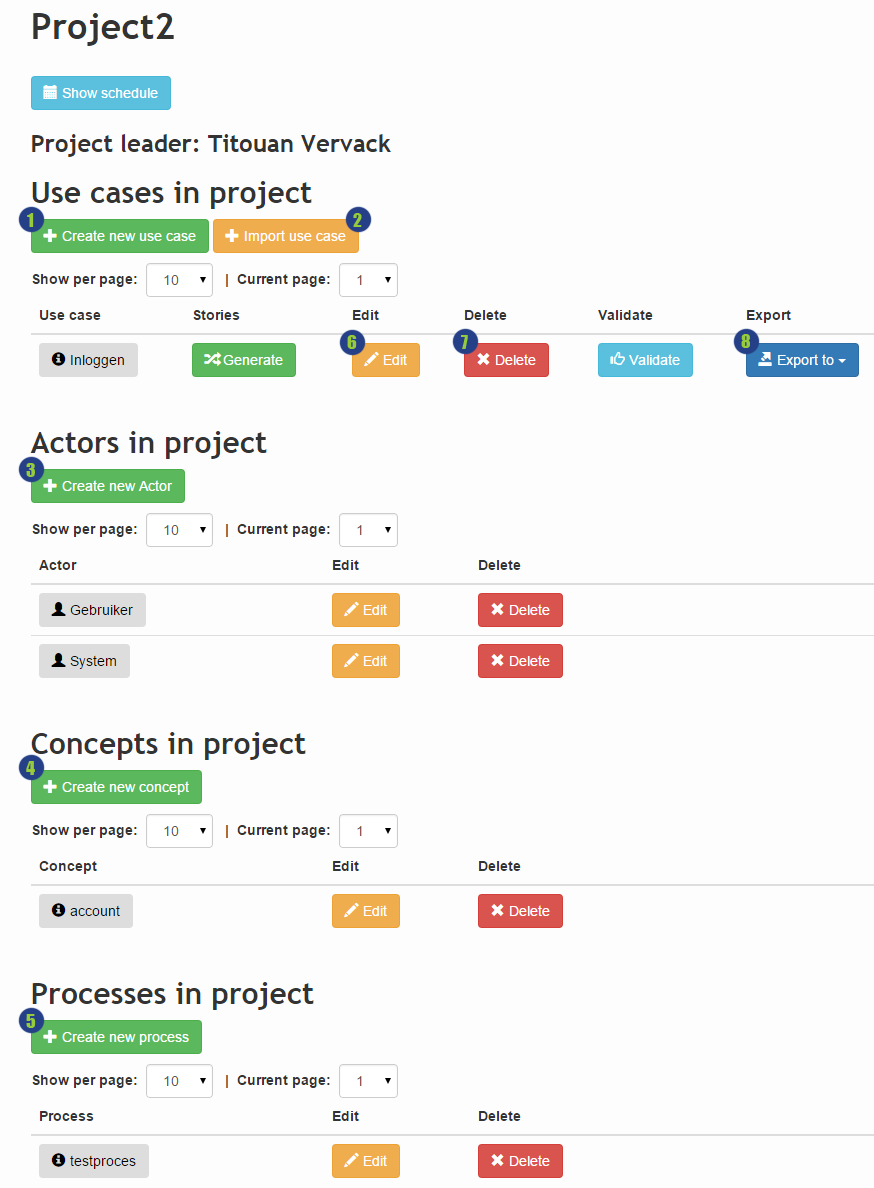 Project2
Show schedule
Project leader: Titouan Vervack
Use cases in project
1 2
Create new use case Import use case
Show per page: 10 | Current page: 1
Use case Stories Edit Delete Validate Export
6 7 8
Inloggen Generate Edit Delete Validate Export to
Actors in project
3
Create new Actor
Show per page: 10 | Current page: 1
Actor Edit Delete
Gebruiker Edit Delete
System Edit Delete
Concepts in project
4
Create new concept
Show per page: 10 | Current page: 1
Concept Edit Delete
account Edit Delete
Processes in project
5
Create new process
Show per page: 10 | Current page: 1
Process Edit Delete
testproces Edit Delete